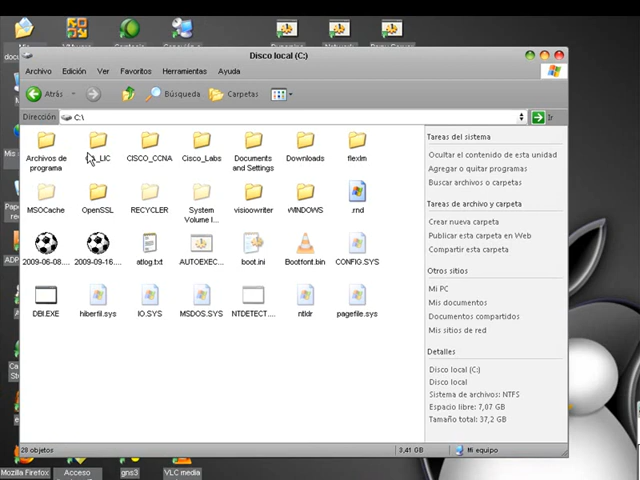 Disco local (C:)
Archivo Edición Ver Favoritos Herramientas Ayuda
Atrás Búsqueda Carpetas
Dirección C:\ Ir
Archivos de programa
CISCO_CCNA
Cisco_Labs
Documents and Settings
Downloads
flexlm
MSOCache
OpenSSL
RECYCLER
System Volume I...
visioowriter
WINDOWS
.rnd
2009-06-08....
2009-09-16....
atlog.txt
AUTOEXEC...
boot.ini
Bootfont.bin
CONFIG.SYS
DBI.EXE
hiberfil.sys
IO.SYS
MSDOS.SYS
NTDETECT....
ntldr
pagefile.sys
Tareas del sistema
Ocultar el contenido de esta unidad
Agregar o quitar programas
Buscar archivos o carpetas
Tareas de archivo y carpeta
Crear nueva carpeta
Publicar esta carpeta en Web
Compartir esta carpeta
Otros sitios
Mi PC
Mis documentos
Documentos compartidos
Mis sitios de red
Detalles
Disco local (C:)
Disco local
Sistema de archivos: NTFS
Espacio libre: 7,07 GB
Tamaño total: 37,2 GB
28 objetos 3,41 GB Mi equipo
Mozilla Firefox
Acceso
gns3
VLC media